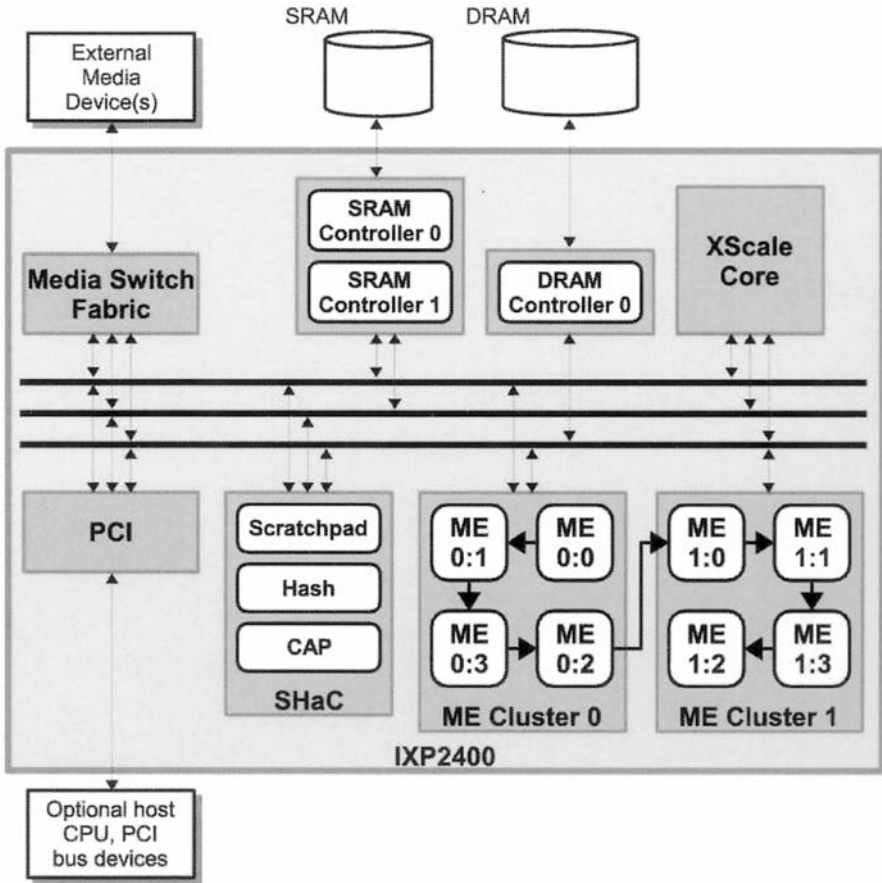 SRAM
DRAM
External
Media
Device(s)
SRAM
Controller 0
SRAM
Controller 1
DRAM
Controller 0
XScale
Core
Media Switch
Fabric
PCI
Scratchpad
Hash
CAP
SHaC
ME
0:1
ME
0:0
ME
0:3
ME
0:2
ME Cluster 0
ME
1:0
ME
1:1
ME
1:2
ME
1:3
ME Cluster 1
IXP2400
Optional host
CPU, PCI
bus devices